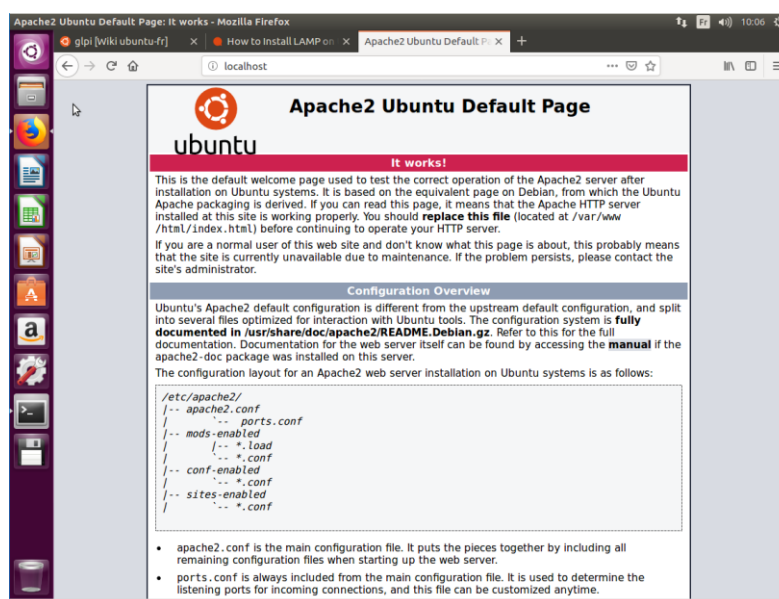 Apache2 Ubuntu Default Page: It works - Mozilla Firefox
Fr
10:06
glpi [Wiki ubuntu-fr]
How to Install LAMP on
Apache2 Ubuntu Default P
localhost
ubuntu
Apache2 Ubuntu Default Page
It works!
This is the default welcome page used to test the correct operation of the Apache2 server after
installation on Ubuntu systems. It is based on the equivalent page on Debian, from which the Ubuntu
Apache packaging is derived. If you can read this page, it means that the Apache HTTP server
installed at this site is working properly. You should replace this file (located at /var/www
/html/index.html) before continuing to operate your HTTP server.
If you are a normal user of this web site and don't know what this page is about, this probably means
that the site is currently unavailable due to maintenance. If the problem persists, please contact the
site's administrator.
Configuration Overview
Ubuntu's Apache2 default configuration is different from the upstream default configuration, and split
into several files optimized for interaction with Ubuntu tools. The configuration system is fully
documented in /usr/share/doc/apache2/README.Debian.gz. Refer to this for the full
documentation. Documentation for the web server itself can be found by accessing the manual if the
apache2-doc package was installed on this server.
The configuration layout for an Apache2 web server installation on Ubuntu systems is as follows:
/etc/apache2/
|-- apache2.conf
|       `--  ports.conf
|-- mods-enabled
|       |-- *.load
|       `-- *.conf
|-- conf-enabled
|       `-- *.conf
|-- sites-enabled
|       `-- *.conf
• apache2.conf is the main configuration file. It puts the pieces together by including all
remaining configuration files when starting up the web server.
• ports.conf is always included from the main configuration file. It is used to determine the
listening ports for incoming connections, and this file can be customized anytime.